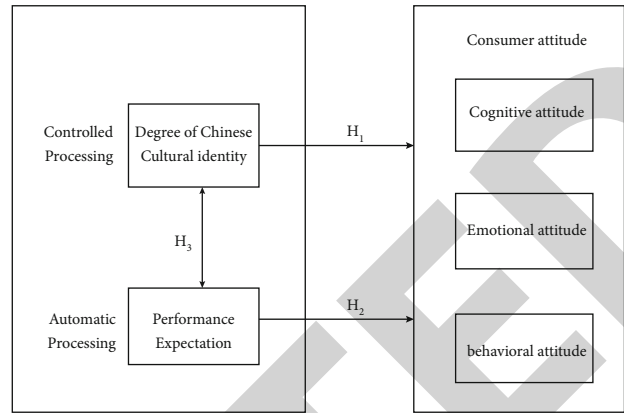 Consumer attitude
Cognitive attitude
Controlled
Processing
Degree of Chinese
Cultural identity
H1
Emotional attitude
H3
H2
Automatic
Processing
Performance
Expectation
behavioral attitude